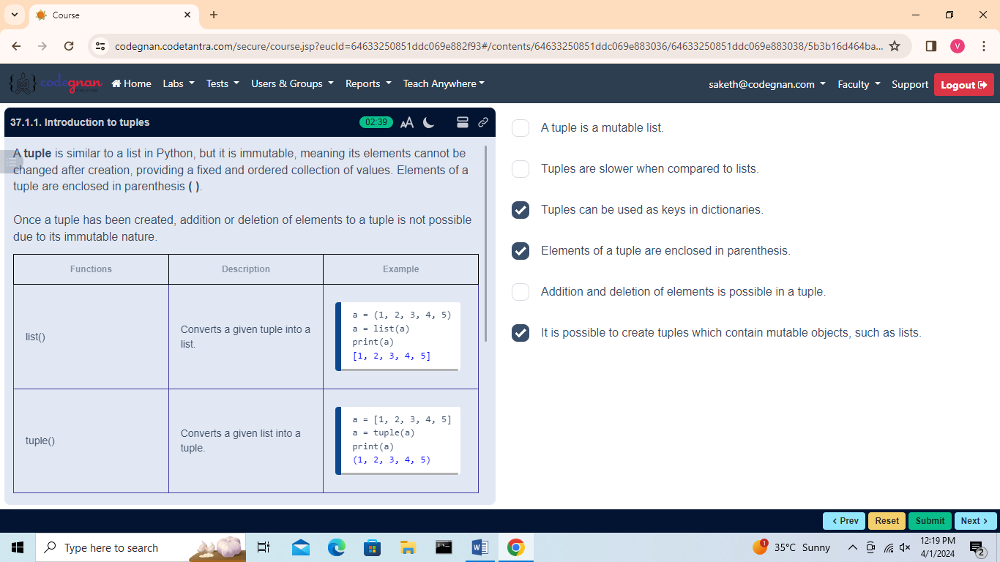 Course
codegnan.codetantra.com/secure/course.jsp?eucId=64633250851ddc069e882f93#/contents/64633250851ddc069e883036/64633250851ddc069e883038/5b3b16d464ba...
V
codegnan
Home
Labs
Tests
Users & Groups
Reports
Teach Anywhere
saketh@codegnan.com
Faculty
Support
Logout
37.1.1. Introduction to tuples
02:39
AA
A tuple is similar to a list in Python, but it is immutable, meaning its elements cannot be
changed after creation, providing a fixed and ordered collection of values. Elements of a
tuple are enclosed in parenthesis ( ).
Once a tuple has been created, addition or deletion of elements to a tuple is not possible
due to its immutable nature.
Functions
Description
Example
list()
Converts a given tuple into a
list.
a = (1, 2, 3, 4, 5)
a = list(a)
print(a)
[1, 2, 3, 4, 5]
tuple()
Converts a given list into a
tuple.
a = [1, 2, 3, 4, 5]
a = tuple(a)
print(a)
(1, 2, 3, 4, 5)
A tuple is a mutable list.
Tuples are slower when compared to lists.
Tuples can be used as keys in dictionaries.
Elements of a tuple are enclosed in parenthesis.
Addition and deletion of elements is possible in a tuple.
It is possible to create tuples which contain mutable objects, such as lists.
< Prev
Reset
Submit
Next >
Type here to search
1
35°C Sunny
12:19 PM
4/1/2024
2